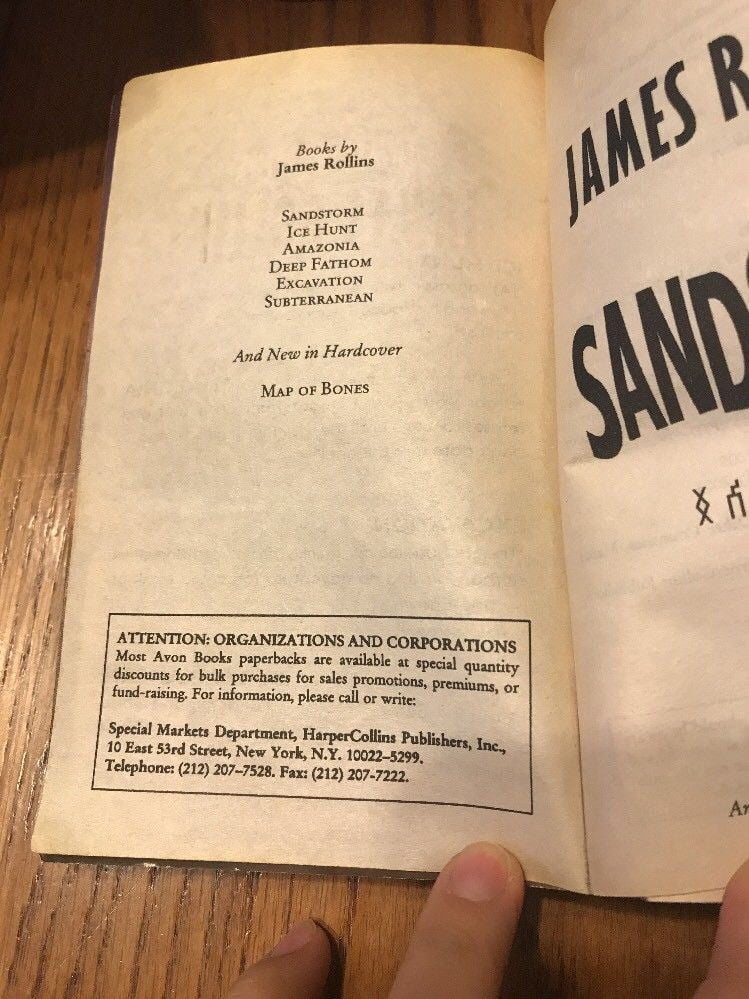 Books by
James Rollins
SANDSTORM
ICE HUNT
AMAZONIA
DEEP FATHOM
EXCAVATION
SUBTERRANEAN
And New in Hardcover
MAP OF BONES
ATTENTION: ORGANIZATIONS AND CORPORATIONS
Most Avon Books paperbacks are available at special quantity
discounts for bulk purchases for sales promotions, premiums, or
fund-raising. For information, please call or write:
Special Markets Department, HarperCollins Publishers, Inc.,
10 East 53rd Street, New York, N.Y. 10022–5299.
Telephone: (212) 207–7528. Fax: (212) 207-7222.
JAMES R
SANDS